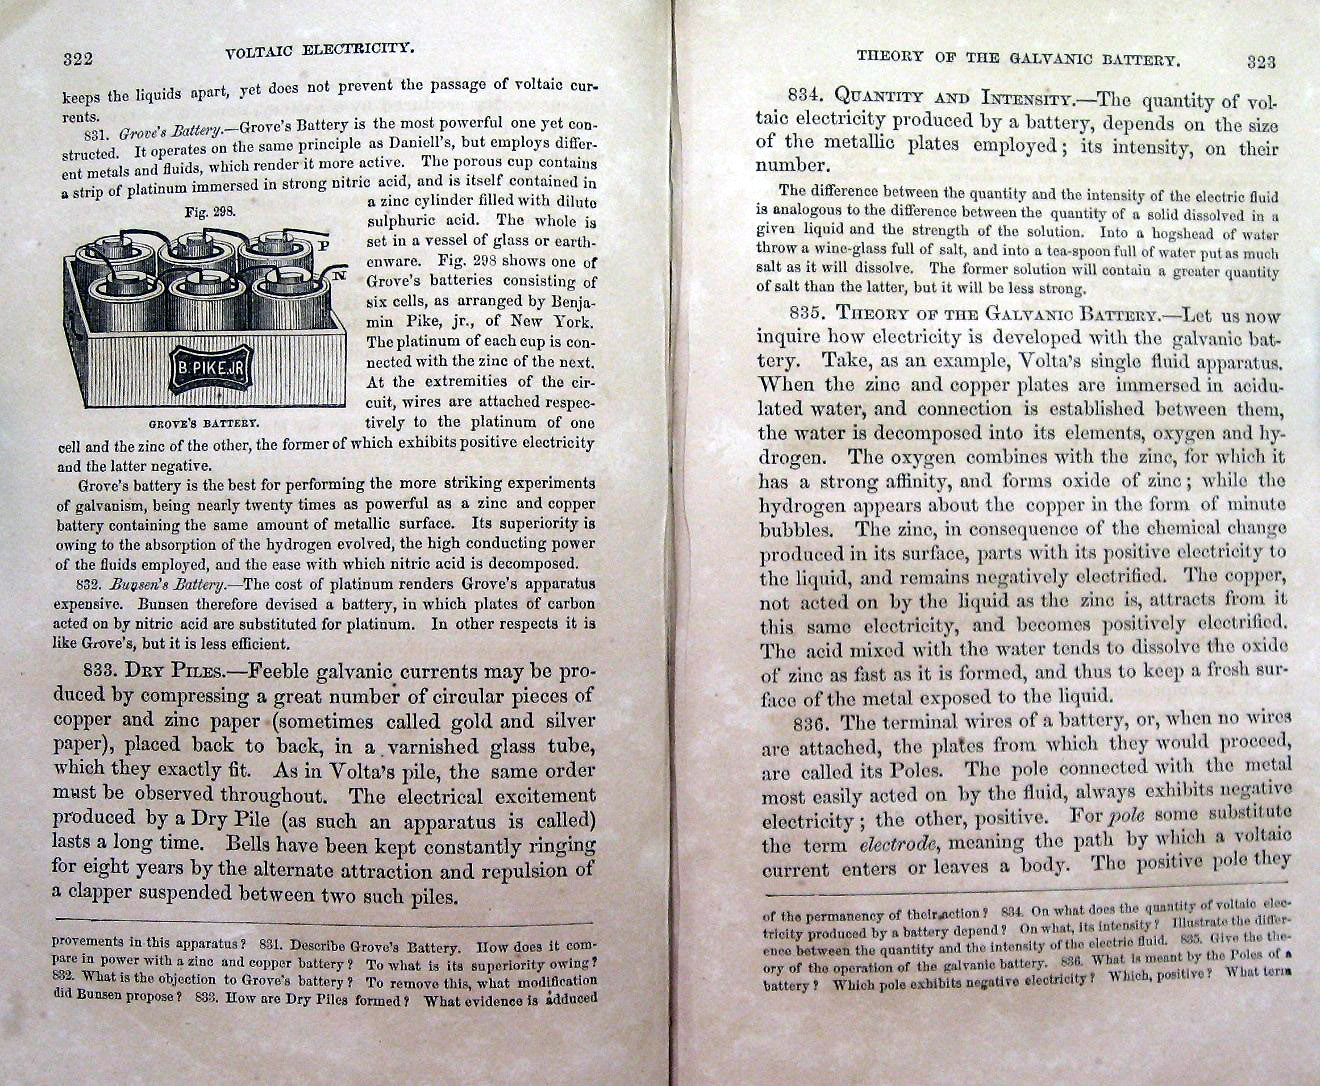 322
VOLTAIC ELECTRICITY.
keeps the liquids apart, yet does not prevent the passage of voltaic cur-
rents.
831. Grove's Battery.—Grove's Battery is the most powerful one yet con-
structed. It operates on the same principle as Daniell's, but employs differ-
ent metals and fluids, which render it more active. The porous cup contains
a strip of platinum immersed in strong nitric acid, and is itself contained in
a zinc cylinder filled with dilute
sulphuric acid. The whole is
set in a vessel of glass or earth-
enware. Fig. 298 shows one of
Grove's batteries consisting of
six cells, as arranged by Benja-
min Pike, jr., of New York.
The platinum of each cup is con-
nected with the zinc of the next.
At the extremities of the cir-
cuit, wires are attached respec-
tively to the platinum of one
Fig. 298.
P
N
B. PIKE.JR
GROVE'S BATTERY.
cell and the zinc of the other, the former of which exhibits positive electricity
and the latter negative.
Grove's battery is the best for performing the more striking experiments
of galvanism, being nearly twenty times as powerful as a zinc and copper
battery containing the same amount of metallic surface. Its superiority is
owing to the absorption of the hydrogen evolved, the high conducting power
of the fluids employed, and the ease with which nitric acid is decomposed.
832. Bunsen's Battery.—The cost of platinum renders Grove's apparatus
expensive. Bunsen therefore devised a battery, in which plates of carbon
acted on by nitric acid are substituted for platinum. In other respects it is
like Grove's, but it is less efficient.
833. DRY PILES.—Feeble galvanic currents may be pro-
duced by compressing a great number of circular pieces of
copper and zinc paper (sometimes called gold and silver
paper), placed back to back, in a varnished glass tube,
which they exactly fit. As in Volta's pile, the same order
must be observed throughout. The electrical excitement
produced by a Dry Pile (as such an apparatus is called)
lasts a long time. Bells have been kept constantly ringing
for eight years by the alternate attraction and repulsion of
a clapper suspended between two such piles.
provements in this apparatus? 831. Describe Grove's Battery. How does it com-
pare in power with a zinc and copper battery? To what is its superiority owing?
832. What is the objection to Grove's battery? To remove this, what modification
did Bunsen propose? 833. How are Dry Piles formed? What evidence is adduced
THEORY OF THE GALVANIC BATTERY.
323
834. QUANTITY AND INTENSITY.—The quantity of vol-
taic electricity produced by a battery, depends on the size
of the metallic plates employed; its intensity, on their
number.
The difference between the quantity and the intensity of the electric fluid
is analogous to the difference between the quantity of a solid dissolved in a
given liquid and the strength of the solution. Into a hogshead of water
throw a wine-glass full of salt, and into a tea-spoon full of water put as much
salt as it will dissolve. The former solution will contain a greater quantity
of salt than the latter, but it will be less strong.
835. THEORY OF THE GALVANIC BATTERY.—Let us now
inquire how electricity is developed with the galvanic bat-
tery. Take, as an example, Volta's single fluid apparatus.
When the zinc and copper plates are immersed in acidu-
lated water, and connection is established between them,
the water is decomposed into its elements, oxygen and hy-
drogen. The oxygen combines with the zinc, for which it
has a strong affinity, and forms oxide of zinc; while the
hydrogen appears about the copper in the form of minute
bubbles. The zinc, in consequence of the chemical change
produced in its surface, parts with its positive electricity to
the liquid, and remains negatively electrified. The copper,
not acted on by the liquid as the zinc is, attracts from it
this same electricity, and becomes positively electrified.
The acid mixed with the water tends to dissolve the oxide
of zinc as fast as it is formed, and thus to keep a fresh sur-
face of the metal exposed to the liquid.
836. The terminal wires of a battery, or, when no wires
are attached, the plates from which they would proceed,
are called its Poles. The pole connected with the metal
most easily acted on by the fluid, always exhibits negative
electricity; the other, positive. For pole some substitute
the term electrode, meaning the path by which a voltaic
current enters or leaves a body. The positive pole they
of the permanency of their action? 834. On what does the quantity of voltaic elec-
tricity produced by a battery depend? On what, its intensity? Illustrate the differ-
ence between the quantity and the intensity of the electric fluid. 835. Give the the-
ory of the operation of the galvanic battery. 836. What is meant by the Poles of a
battery? Which pole exhibits negative electricity? Which, positive? What term